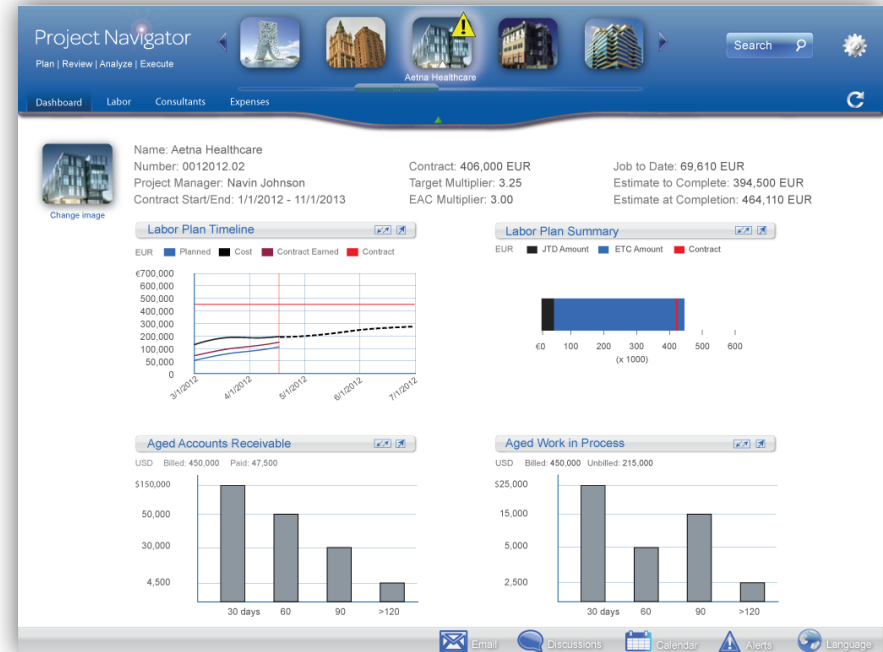 Project Navigator
Plan | Review | Analyze | Execute
Aetna Healthcare
Search
Dashboard Labor Consultants Expenses
Change image
Name: Aetna Healthcare
Number: 0012012.02
Project Manager: Navin Johnson
Contract Start/End: 1/1/2012 - 11/1/2013
Contract: 406,000 EUR
Target Multiplier: 3.25
EAC Multiplier: 3.00
Job to Date: 69,610 EUR
Estimate to Complete: 394,500 EUR
Estimate at Completion: 464,110 EUR
Labor Plan Timeline
EUR Planned Cost Contract Earned Contract
€700,000
600,000
500,000
400,000
300,000
200,000
100,000
50,000
0
3/1/2012 4/1/2012 5/1/2012 6/1/2012 7/1/2012
Labor Plan Summary
EUR JTD Amount ETC Amount Contract
€0 100 200 300 400 500 600
(x 1000)
Aged Accounts Receivable
USD Billed: 450,000 Paid: 47,500
$150,000
50,000
30,000
4,500
30 days 60 90 >120
Aged Work in Process
USD Billed: 450,000 Unbilled: 215,000
$25,000
15,000
5,000
2,500
30 days 60 90 >120
Email Discussions Calendar Alerts Language